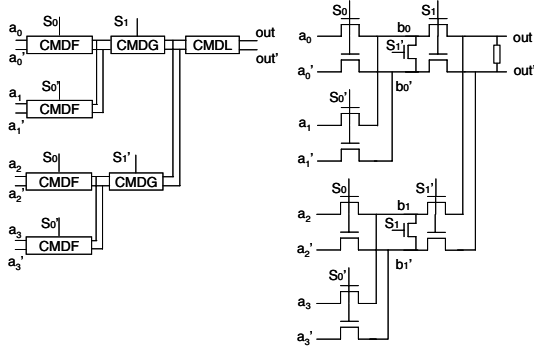 S₀ S₁
a₀ CMDF CMDG CMDL out
a₀' out'
S₀'
a₁ CMDF
a₁'
S₀ S₁'
a₂ CMDF CMDG
a₂'
S₀'
a₃ CMDF
a₃'
S₀ S₁
a₀ b₀ out
S₁'
a₀' b₀' out'
S₀'
a₁
a₁'
S₀ S₁'
a₂ b₁
S₁
a₂' b₁'
S₀'
a₃
a₃'